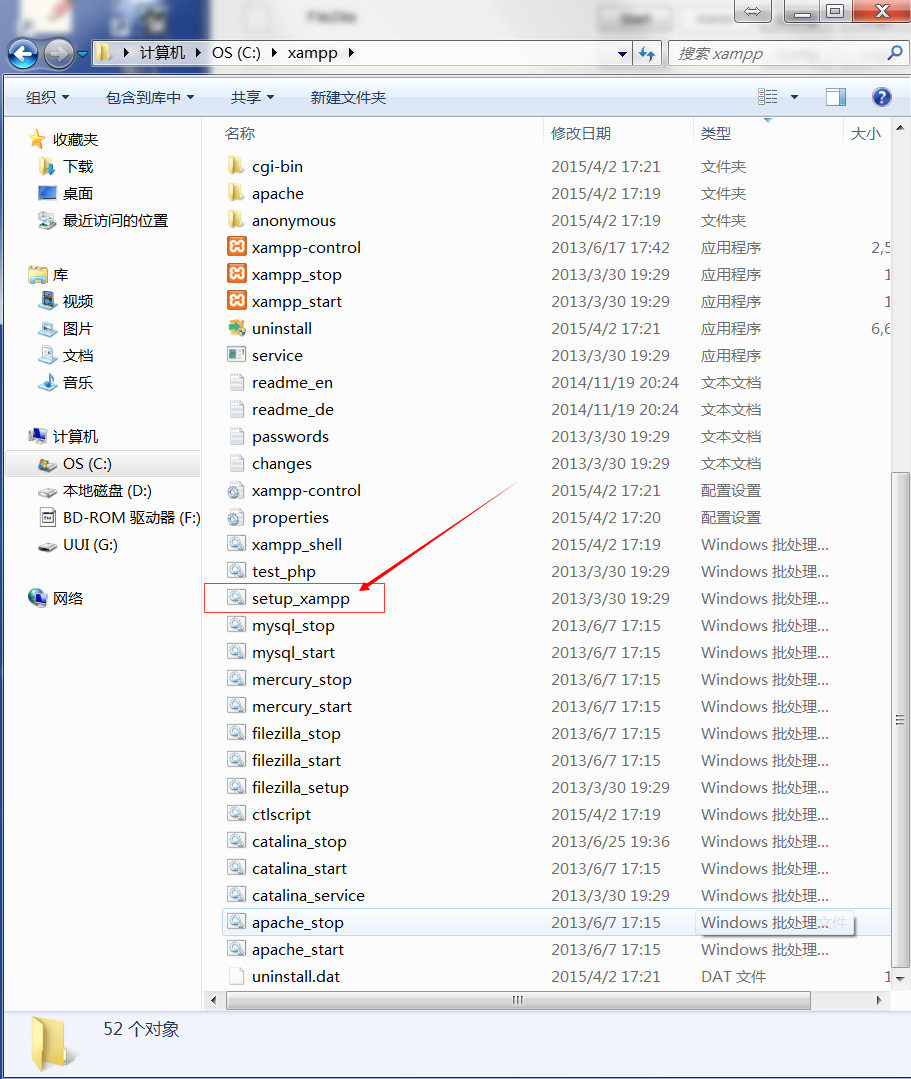 FileZilla
Start
计算机 OS (C:) xampp
搜索 xampp
组织 包含到库中 共享 新建文件夹
收藏夹
下载
桌面
最近访问的位置
库
视频
图片
文档
音乐
计算机
OS (C:)
本地磁盘 (D:)
BD-ROM 驱动器 (F:)
UUI (G:)
网络
名称 修改日期 类型 大小
cgi-bin 2015/4/2 17:21 文件夹
apache 2015/4/2 17:19 文件夹
anonymous 2015/4/2 17:19 文件夹
xampp-control 2013/6/17 17:42 应用程序 2,5
xampp_stop 2013/3/30 19:29 应用程序 1
xampp_start 2013/3/30 19:29 应用程序 1
uninstall 2015/4/2 17:21 应用程序 6,6
service 2013/3/30 19:29 应用程序
readme_en 2014/11/19 20:24 文本文档
readme_de 2014/11/19 20:24 文本文档
passwords 2013/3/30 19:29 文本文档
changes 2013/3/30 19:29 文本文档
xampp-control 2015/4/2 17:21 配置设置
properties 2015/4/2 17:20 配置设置
xampp_shell 2015/4/2 17:19 Windows 批处理...
test_php 2013/3/30 19:29 Windows 批处理...
setup_xampp 2013/3/30 19:29 Windows 批处理...
mysql_stop 2013/6/7 17:15 Windows 批处理...
mysql_start 2013/6/7 17:15 Windows 批处理...
mercury_stop 2013/6/7 17:15 Windows 批处理...
mercury_start 2013/6/7 17:15 Windows 批处理...
filezilla_stop 2013/6/7 17:15 Windows 批处理...
filezilla_start 2013/6/7 17:15 Windows 批处理...
filezilla_setup 2013/3/30 19:29 Windows 批处理...
ctlscript 2015/4/2 17:19 Windows 批处理...
catalina_stop 2013/6/25 19:36 Windows 批处理...
catalina_start 2013/6/7 17:15 Windows 批处理...
catalina_service 2013/3/30 19:29 Windows 批处理...
apache_stop 2013/6/7 17:15 Windows 批处理...文件
apache_start 2013/6/7 17:15 Windows 批处理...
uninstall.dat 2015/4/2 17:21 DAT 文件 1
52 个对象